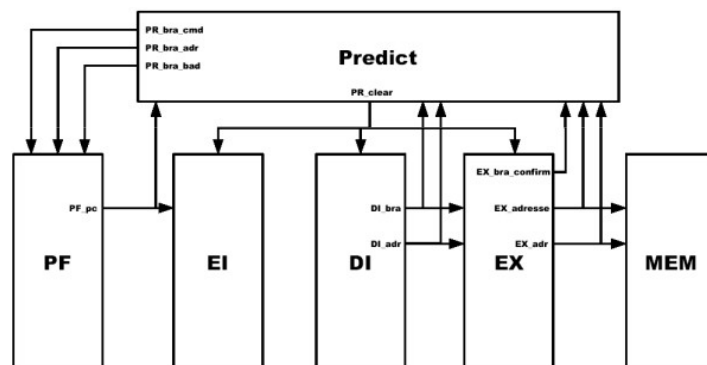 PR_bra_cmd
PR_bra_adr
PR_bra_bad
Predict
PR_clear
EX_bra_confirm
PF_pc
DI_bra
EX_adresse
DI_adr
EX_adr
PF
EI
DI
EX
MEM